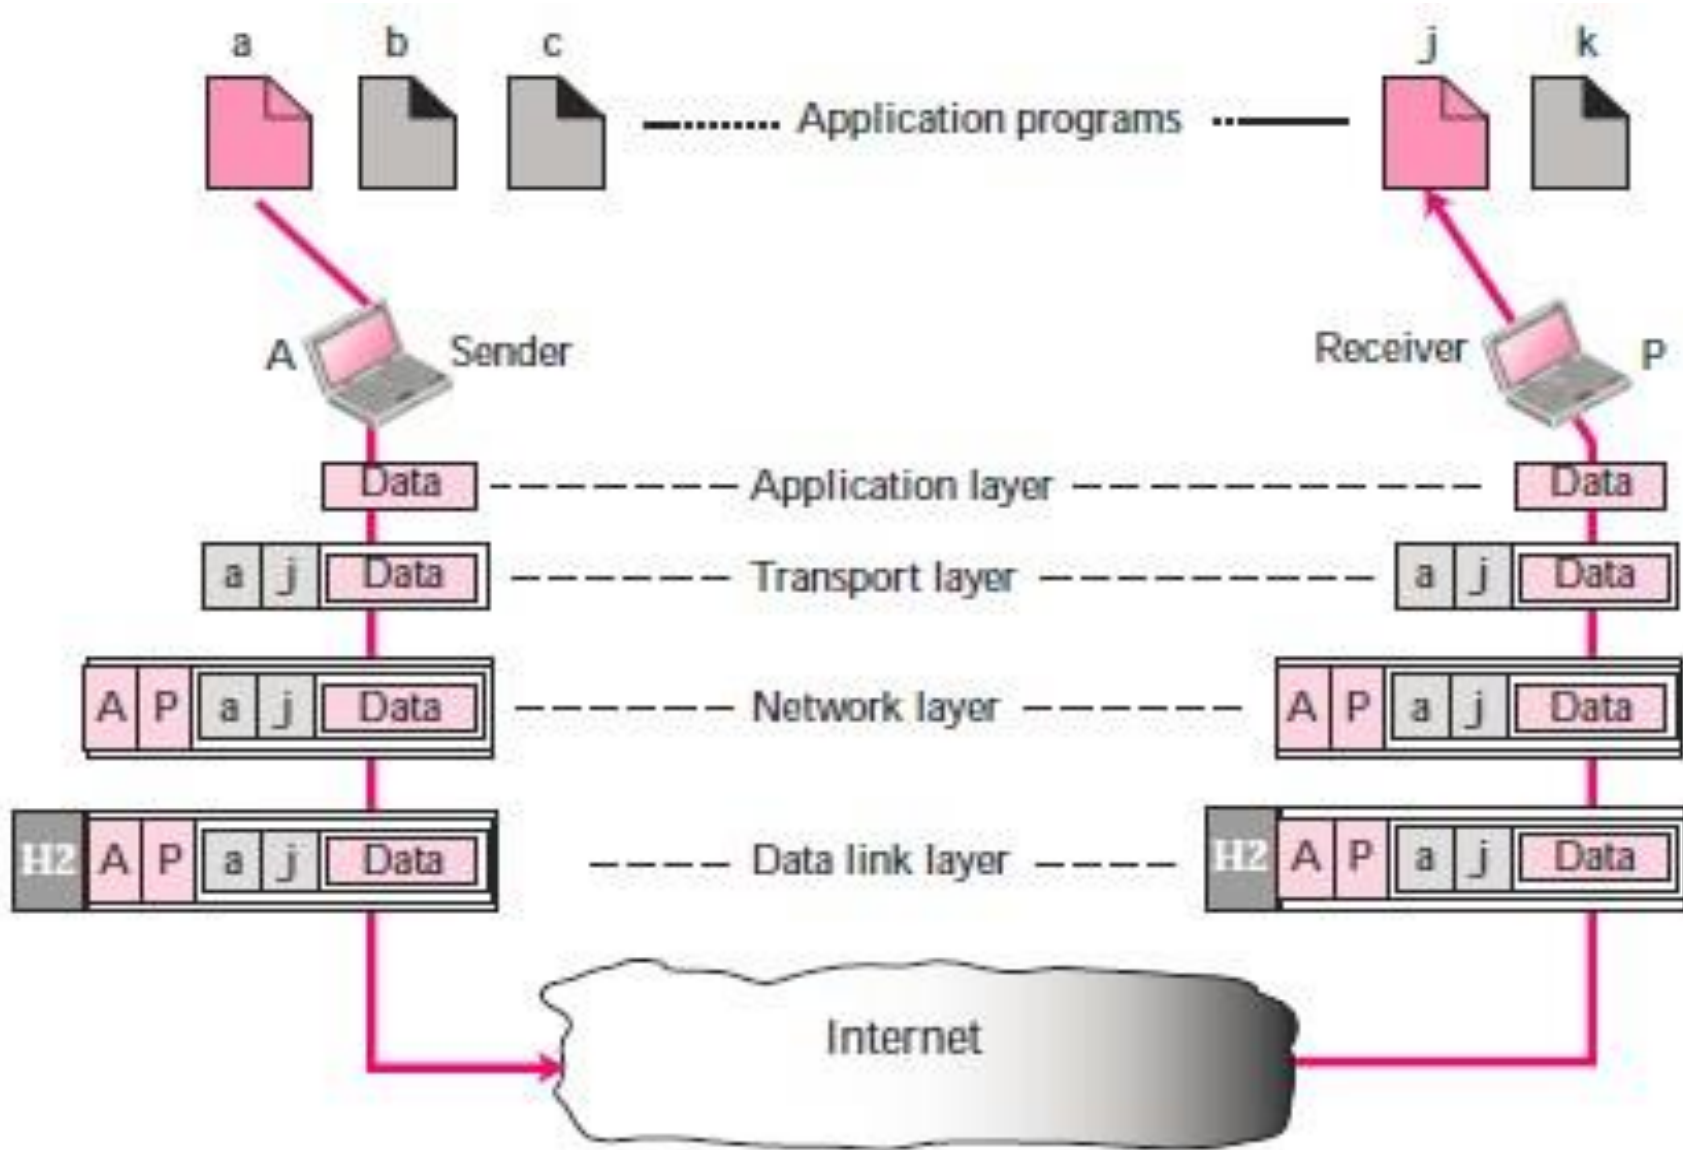 a b c j k
Application programs
A Sender Receiver P
Data Application layer Data
a j Data Transport layer a j Data
A P a j Data Network layer A P a j Data
H2 A P a j Data Data link layer H2 A P a j Data
Internet